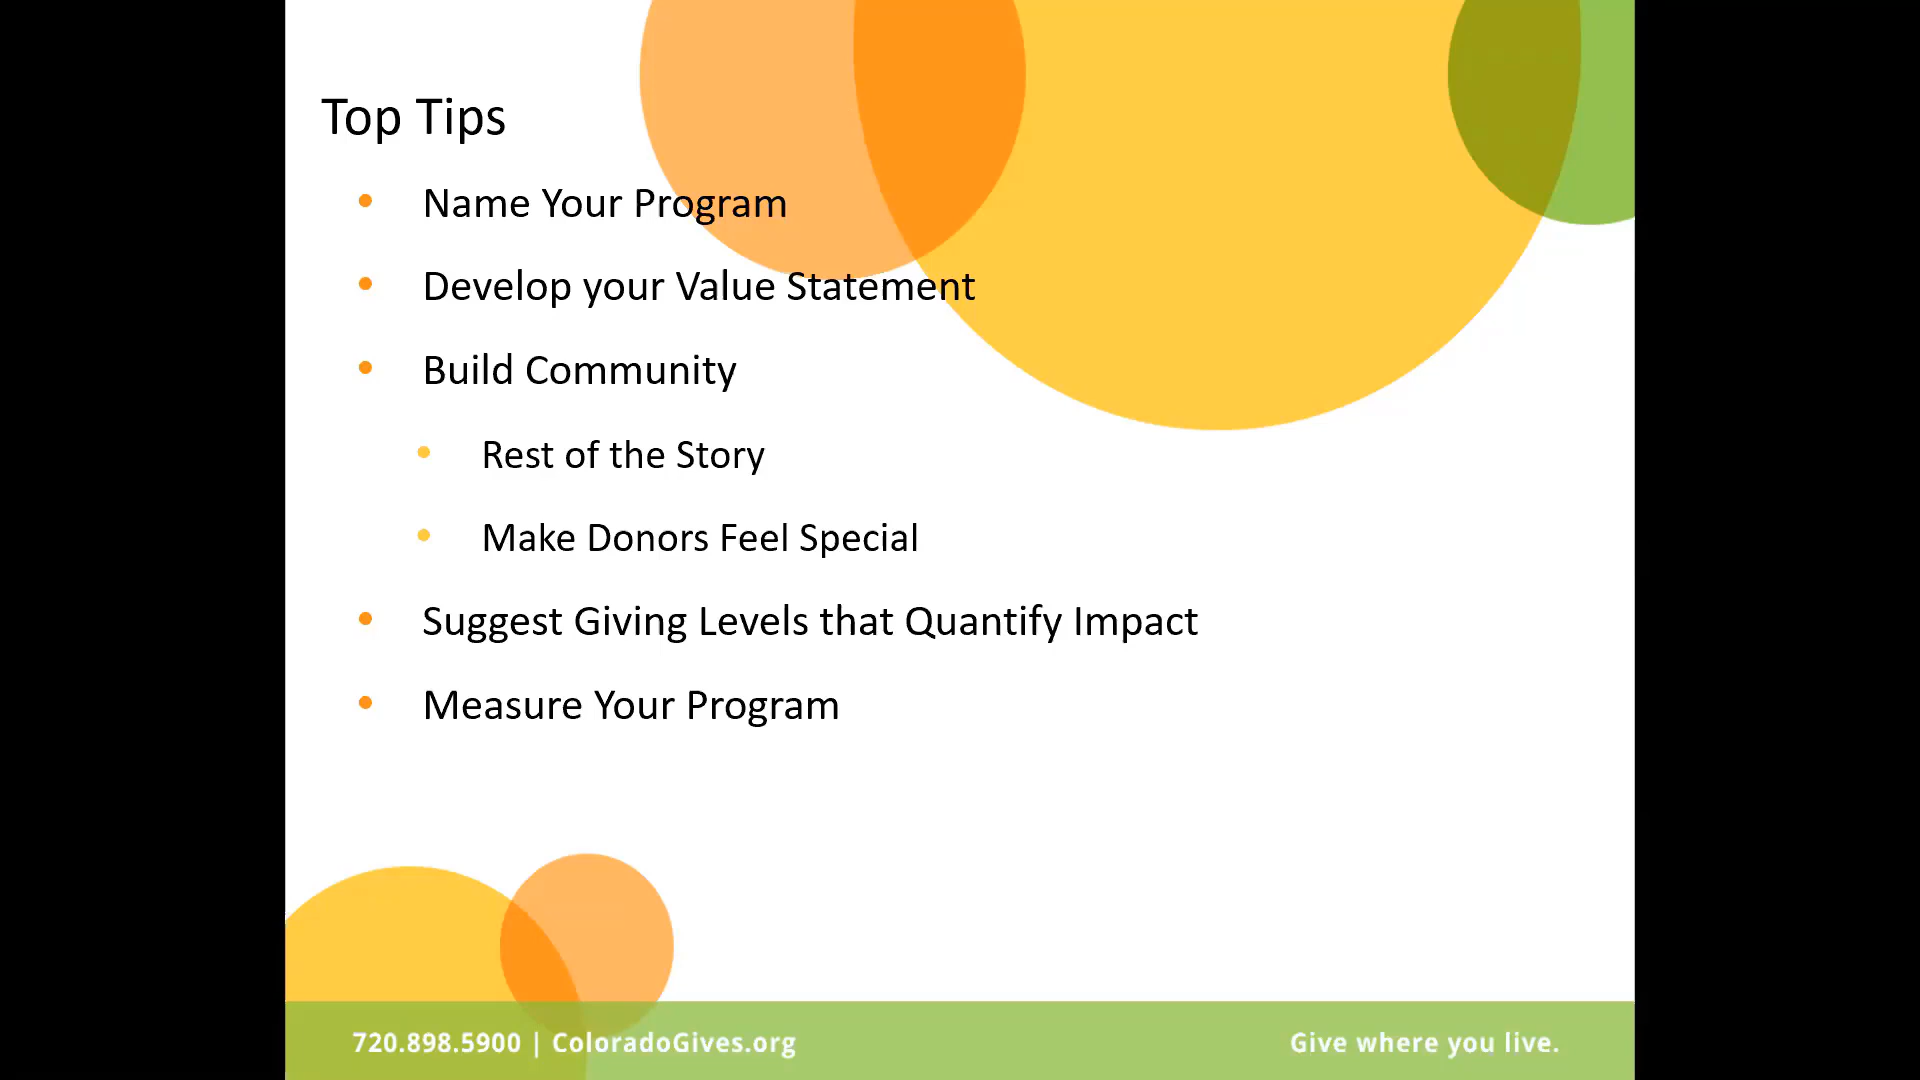 Top Tips
• Name Your Program
• Develop your Value Statement
• Build Community
• Rest of the Story
• Make Donors Feel Special
• Suggest Giving Levels that Quantify Impact
• Measure Your Program
720.898.5900 | ColoradoGives.org
Give where you live.